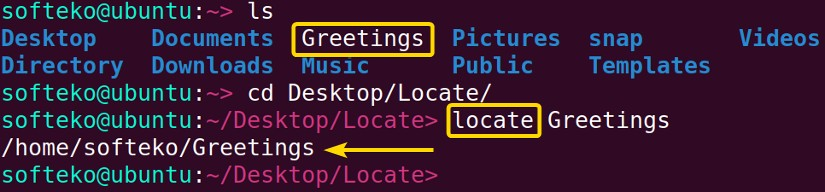 softeko@ubuntu:~> ls
Desktop Documents Greetings Pictures snap Videos
Directory Downloads Music Public Templates
softeko@ubuntu:~> cd Desktop/Locate/
softeko@ubuntu:~/Desktop/Locate> locate Greetings
/home/softeko/Greetings
softeko@ubuntu:~/Desktop/Locate>